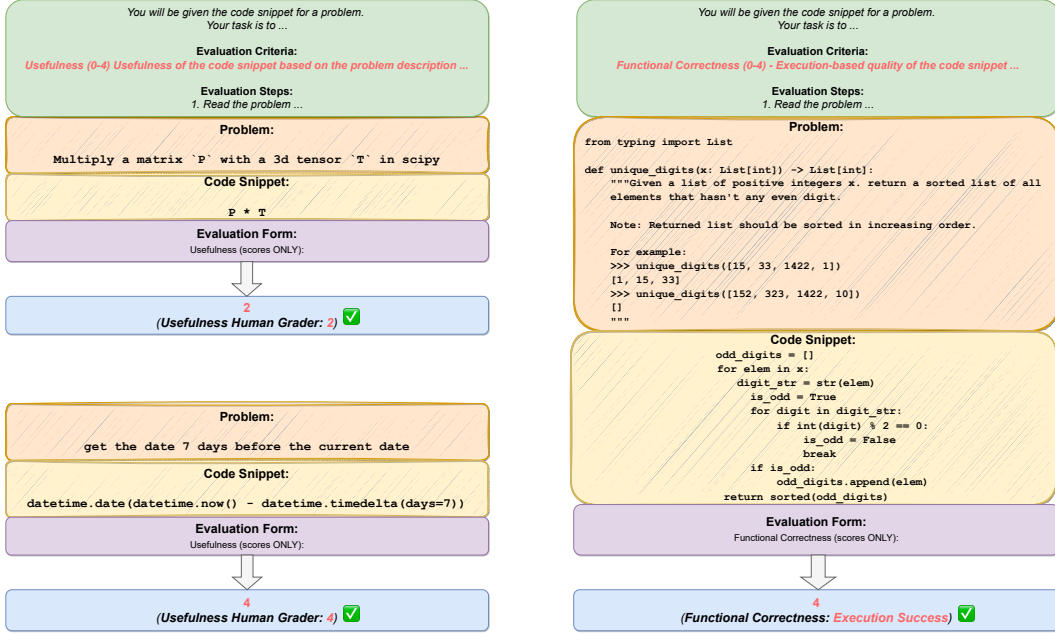 You will be given the code snippet for a problem.
Your task is to ...
Evaluation Criteria:
Usefulness (0-4) Usefulness of the code snippet based on the problem description ...
Evaluation Steps:
1. Read the problem ...
Problem:
Multiply a matrix `P` with a 3d tensor `T` in scipy
Code Snippet:
P * T
Evaluation Form:
Usefulness (scores ONLY):
2
(Usefulness Human Grader: 2) ✅
Problem:
get the date 7 days before the current date
Code Snippet:
datetime.date(datetime.now() - datetime.timedelta(days=7))
Evaluation Form:
Usefulness (scores ONLY):
4
(Usefulness Human Grader: 4) ✅
You will be given the code snippet for a problem.
Your task is to ...
Evaluation Criteria:
Functional Correctness (0-4) - Execution-based quality of the code snippet ...
Evaluation Steps:
1. Read the problem ...
Problem:
from typing import List
def unique_digits(x: List[int]) -> List[int]:
"""Given a list of positive integers x. return a sorted list of all
elements that hasn't any even digit.
Note: Returned list should be sorted in increasing order.
For example:
>>> unique_digits([15, 33, 1422, 1])
[1, 15, 33]
>>> unique_digits([152, 323, 1422, 10])
[]
"""
Code Snippet:
odd_digits = []
for elem in x:
digit_str = str(elem)
is_odd = True
for digit in digit_str:
if int(digit) % 2 == 0:
is_odd = False
break
if is_odd:
odd_digits.append(elem)
return sorted(odd_digits)
Evaluation Form:
Functional Correctness (scores ONLY):
4
(Functional Correctness: Execution Success) ✅